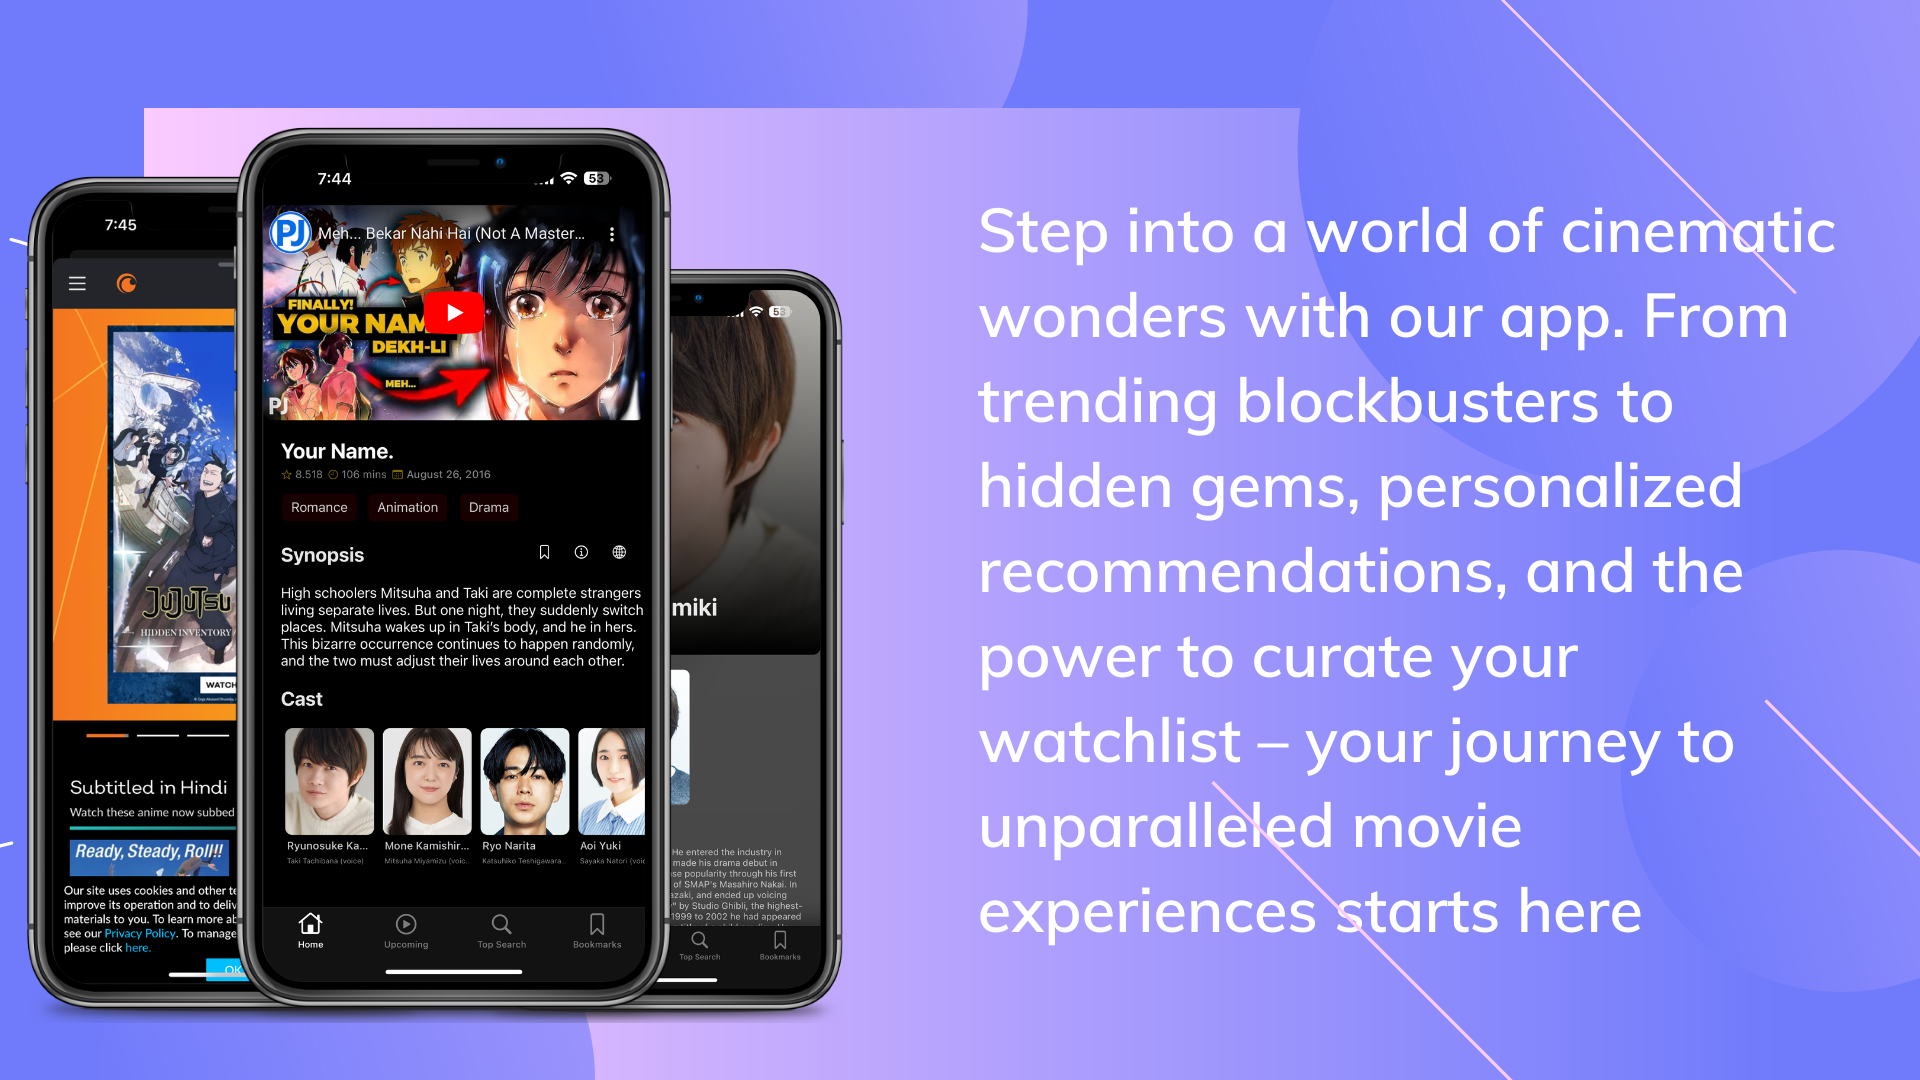 7:45
JUJUTSU
HIDDEN INVENTORY
WATCH
Subtitled in Hindi
Watch these anime now subbed
Ready, Steady, Roll!!!
Our site uses cookies and other te
improve its operation and to deliv
materials to you. To learn more ab
see our Privacy Policy. To manage
please click here.
OK
7:44
53
PJ
Meh... Bekar Nahi Hai (Not A Master...
FINALLY!
YOUR NAM
DEKH-LI
MEH...
PJ
Your Name.
8.518 106 mins August 26, 2016
Romance Animation Drama
Synopsis
High schoolers Mitsuha and Taki are complete strangers
living separate lives. But one night, they suddenly switch
places. Mitsuha wakes up in Taki's body, and he in hers.
This bizarre occurrence continues to happen randomly,
and the two must adjust their lives around each other.
Cast
Ryunosuke Ka... Mone Kamishir... Ryo Narita Aoi Yuki
Taki Tachibana (voice) Mitsuha Miyamizu (voic... Katsuhiko Teshigawara... Sayaka Natori (voic
Home Upcoming Top Search Bookmarks
53
miki
He entered the industry in
made his drama debut in
se popularity through his first
of SMAP's Masahiro Nakai. In
azaki, and ended up voicing
" by Studio Ghibli, the highest-
1999 to 2002 he had appeared
Top Search Bookmarks
Step into a world of cinematic
wonders with our app. From
trending blockbusters to
hidden gems, personalized
recommendations, and the
power to curate your
watchlist – your journey to
unparalleled movie
experiences starts here